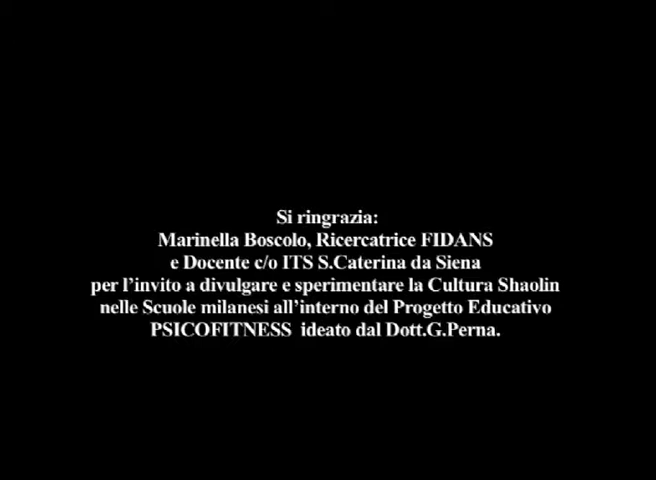 Si ringrazia:
Marinella Boscolo, Ricercatrice FIDANS
e Docente c/o ITS S.Caterina da Siena
per l'invito a divulgare e sperimentare la Cultura Shaolin
nelle Scuole milanesi all'interno del Progetto Educativo
PSICOFITNESS ideato dal Dott.G.Perna.